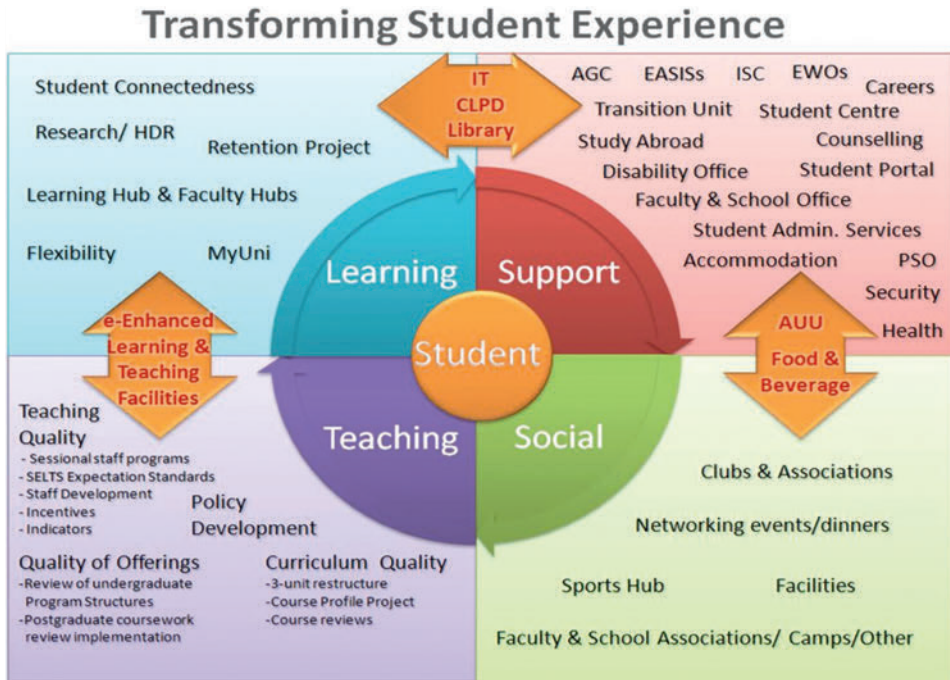 Transforming Student Experience
Student Connectedness
Research/ HDR
Retention Project
Learning Hub & Faculty Hubs
Flexibility
MyUni
IT
CLPD
Library
AGC
EASISs
ISC
EWOs
Careers
Transition Unit
Student Centre
Study Abroad
Counselling
Disability Office
Student Portal
Faculty & School Office
Student Admin. Services
Accommodation
PSO
Security
Health
Learning
Support
Student
Teaching
Social
e-Enhanced
Learning &
Teaching
Facilities
AUU
Food &
Beverage
Teaching
Quality
- Sessional staff programs
- SELTS Expectation Standards
- Staff Development
- Incentives
- Indicators
Policy
Development
Quality of Offerings
-Review of undergraduate
Program Structures
-Postgraduate coursework
review implementation
Curriculum Quality
-3-unit restructure
-Course Profile Project
-Course reviews
Clubs & Associations
Networking events/dinners
Sports Hub
Facilities
Faculty & School Associations/ Camps/Other